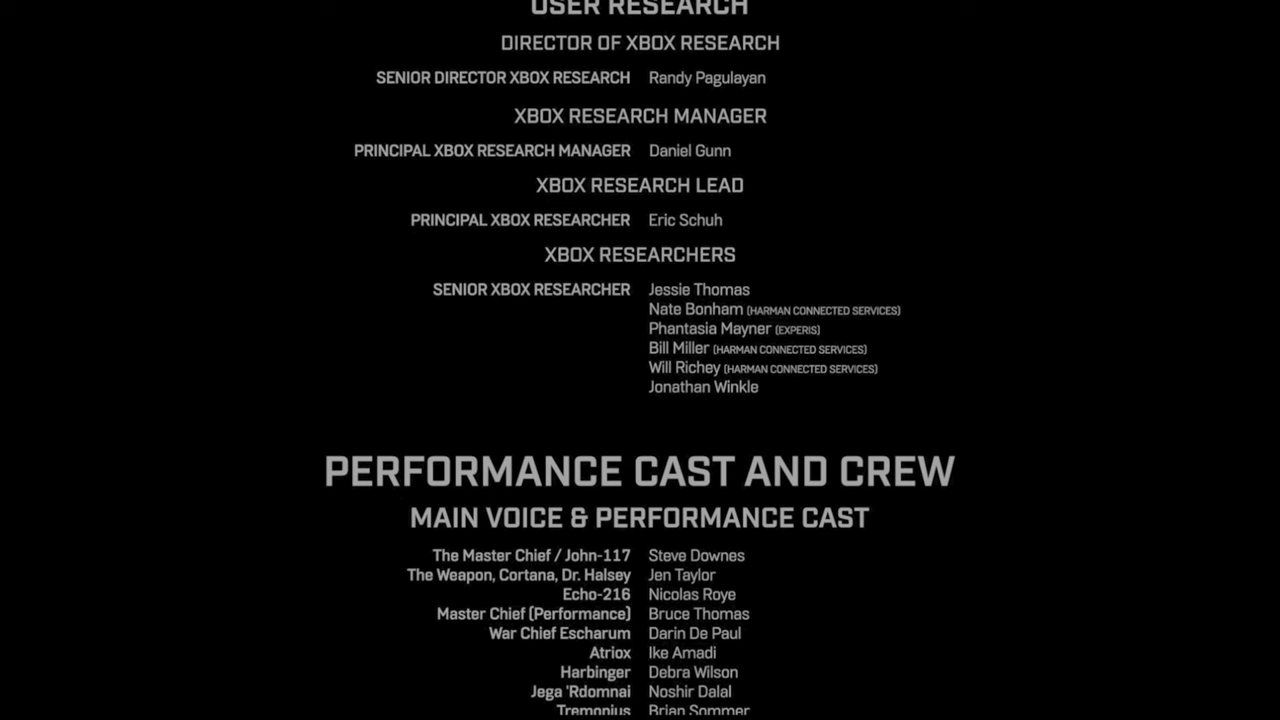 USER RESEARCH
DIRECTOR OF XBOX RESEARCH
SENIOR DIRECTOR XBOX RESEARCH Randy Pagulayan
XBOX RESEARCH MANAGER
PRINCIPAL XBOX RESEARCH MANAGER Daniel Gunn
XBOX RESEARCH LEAD
PRINCIPAL XBOX RESEARCHER Eric Schuh
XBOX RESEARCHERS
SENIOR XBOX RESEARCHER Jessie Thomas
Nate Bonham (HARMAN CONNECTED SERVICES)
Phantasia Mayner (EXPERIS)
Bill Miller (HARMAN CONNECTED SERVICES)
Will Richey (HARMAN CONNECTED SERVICES)
Jonathan Winkle
PERFORMANCE CAST AND CREW
MAIN VOICE & PERFORMANCE CAST
The Master Chief / John-117 Steve Downes
The Weapon, Cortana, Dr. Halsey Jen Taylor
Echo-216 Nicolas Roye
Master Chief (Performance) Bruce Thomas
War Chief Escharum Darin De Paul
Atriox Ike Amadi
Harbinger Debra Wilson
Jega 'Rdomnai Noshir Dalal
Tremonius Brian Sommer